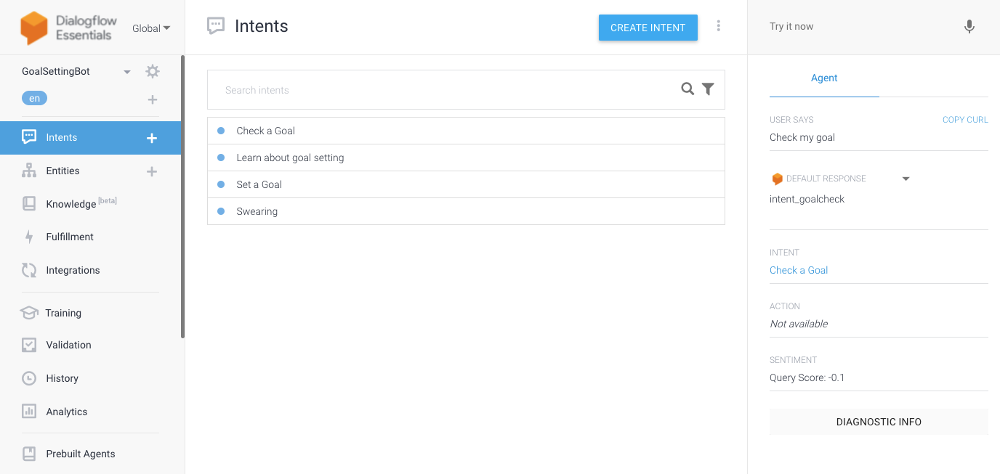 Dialogflow
Essentials
Global
GoalSettingBot
en
Intents
Entities
Knowledge [beta]
Fulfillment
Integrations
Training
Validation
History
Analytics
Prebuilt Agents
Intents
CREATE INTENT
Search intents
Check a Goal
Learn about goal setting
Set a Goal
Swearing
Try it now
Agent
USER SAYS COPY CURL
Check my goal
DEFAULT RESPONSE
intent_goalcheck
INTENT
Check a Goal
ACTION
Not available
SENTIMENT
Query Score: -0.1
DIAGNOSTIC INFO